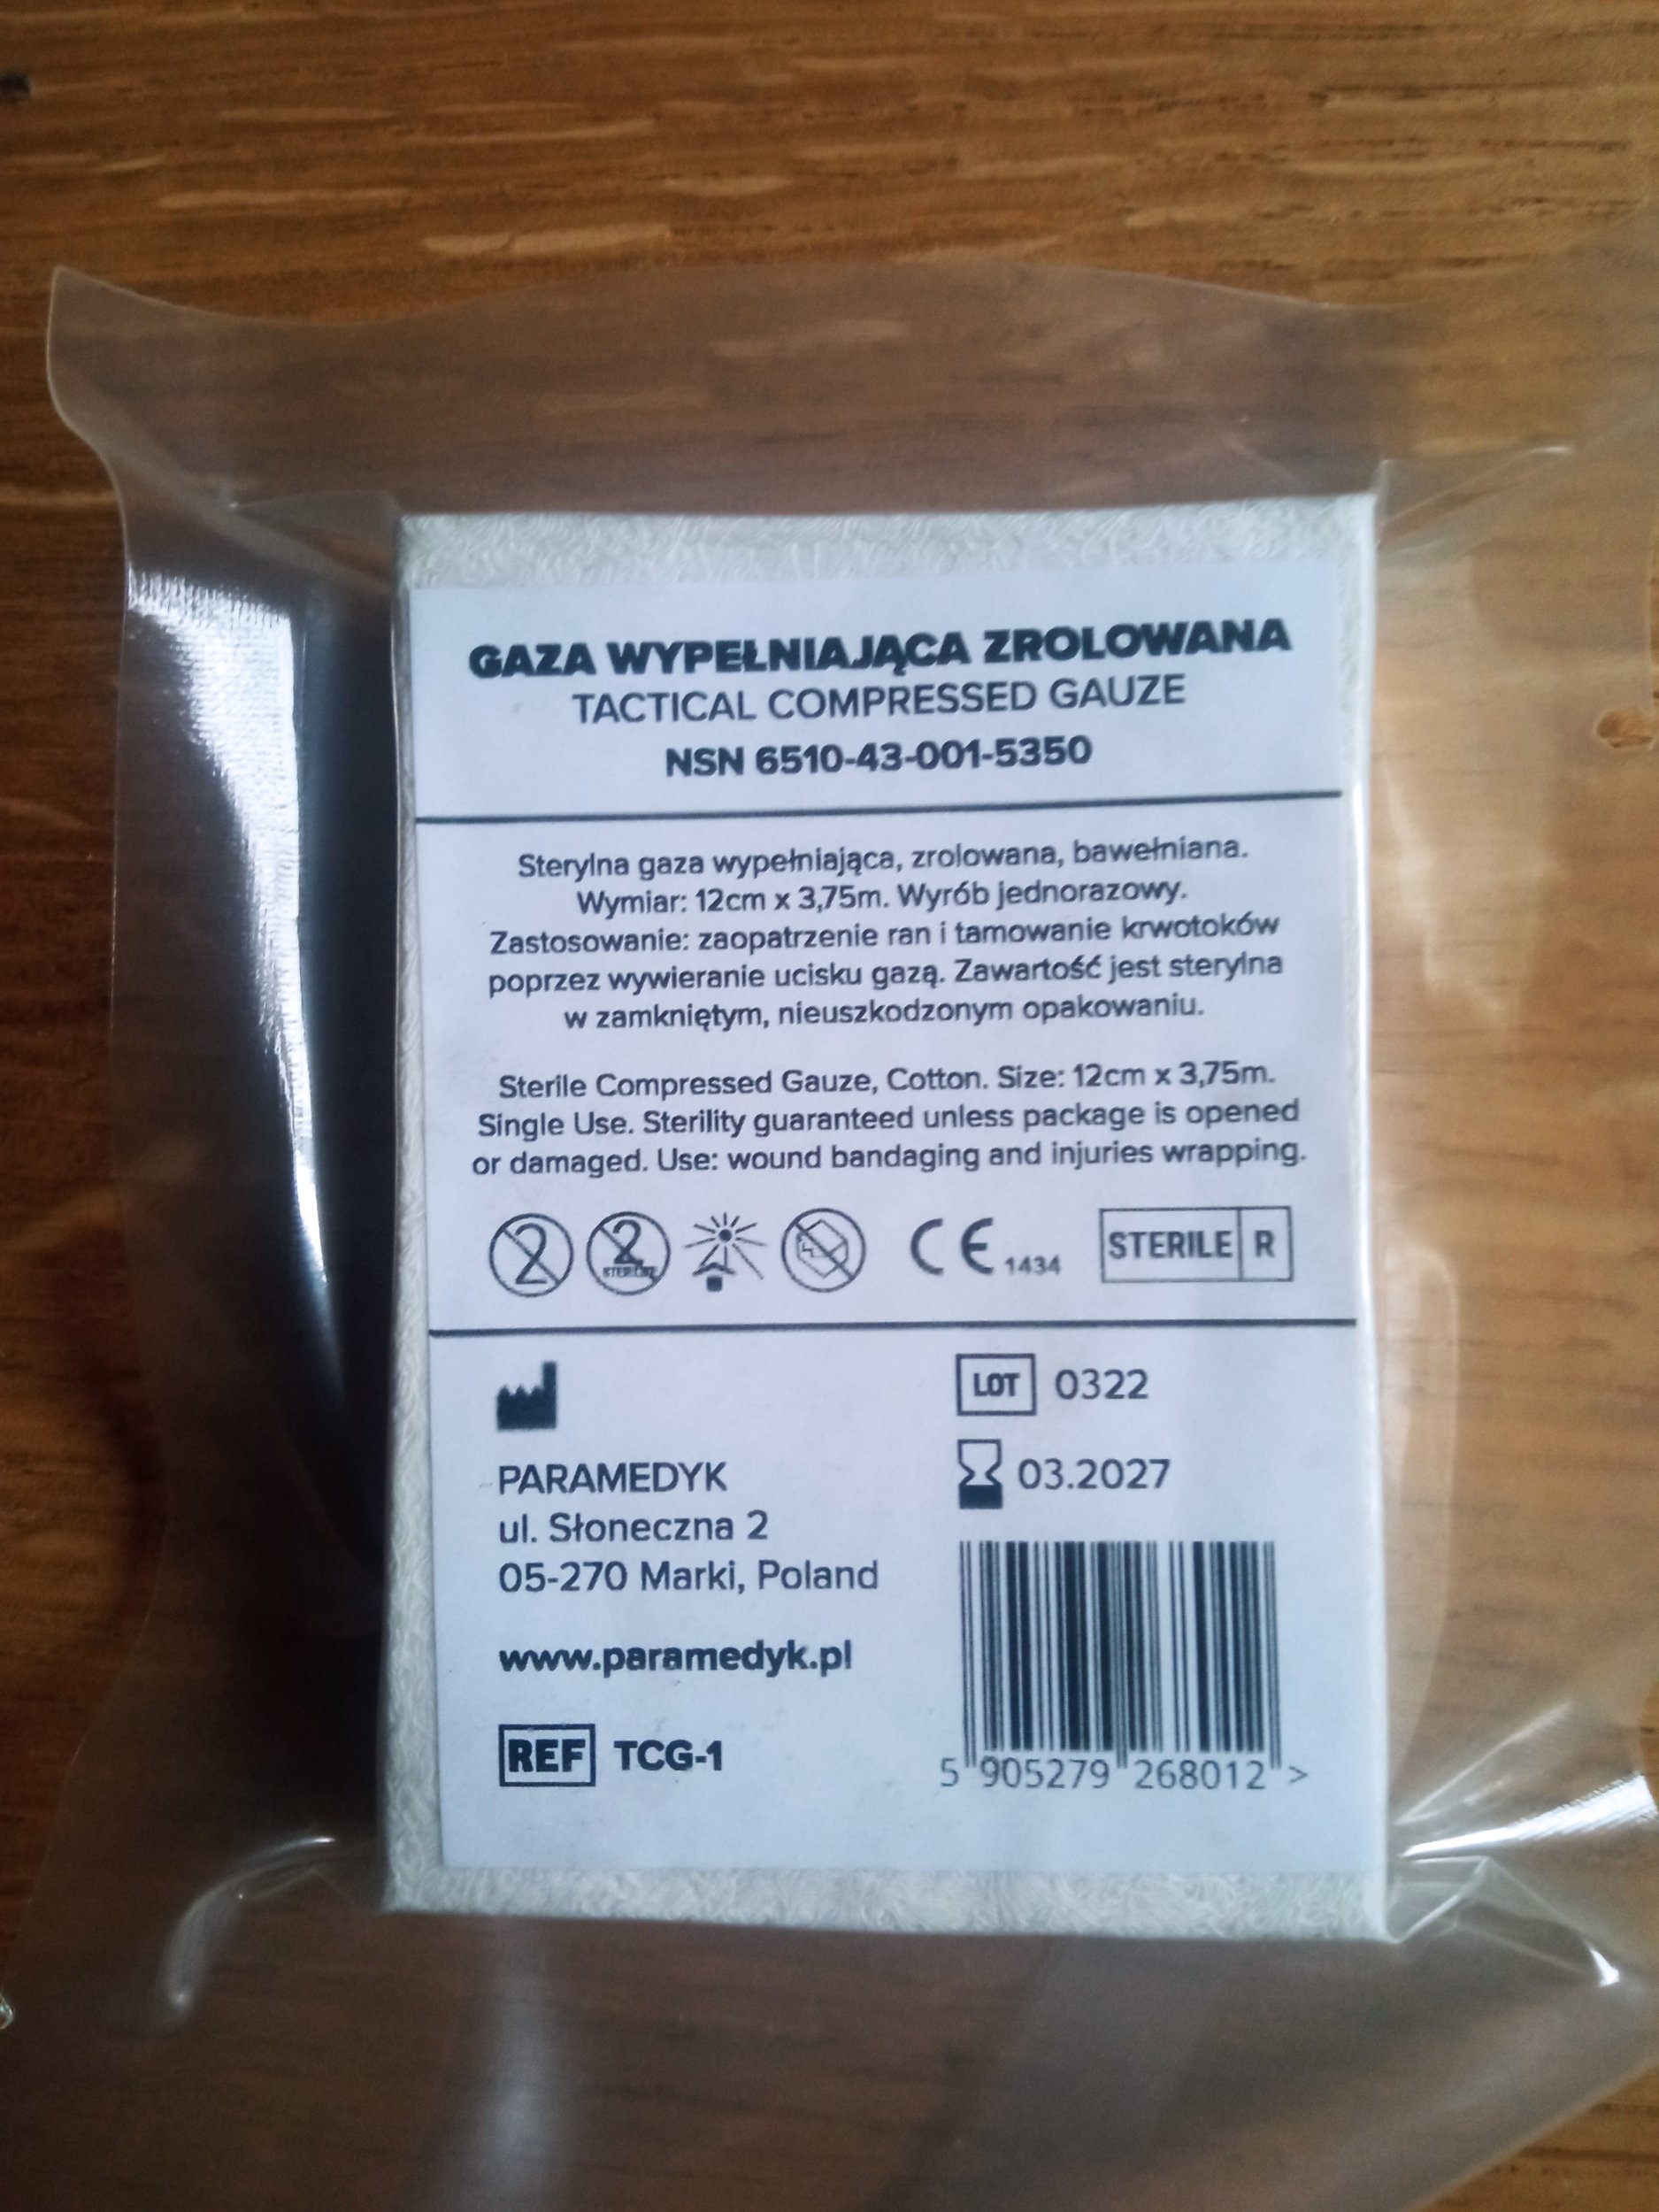 GAZA WYPEŁNIAJĄCA ZROLOWANA
TACTICAL COMPRESSED GAUZE
NSN 6510-43-001-5350
Sterylna gaza wypełniająca, zrolowana, bawełniana.
Wymiar: 12cm x 3,75m. Wyrób jednorazowy.
Zastosowanie: zaopatrzenie ran i tamowanie krwotoków
poprzez wywieranie ucisku gazą. Zawartość jest sterylna
w zamkniętym, nieuszkodzonym opakowaniu.
Sterile Compressed Gauze, Cotton. Size: 12cm x 3,75m.
Single Use. Sterility guaranteed unless package is opened
or damaged. Use: wound bandaging and injuries wrapping.
2 2 STERILIZE CE 1434 STERILE R
LOT 0322
03.2027
PARAMEDYK
ul. Słoneczna 2
05-270 Marki, Poland
www.paramedyk.pl
REF TCG-1
5 905279 268012 >